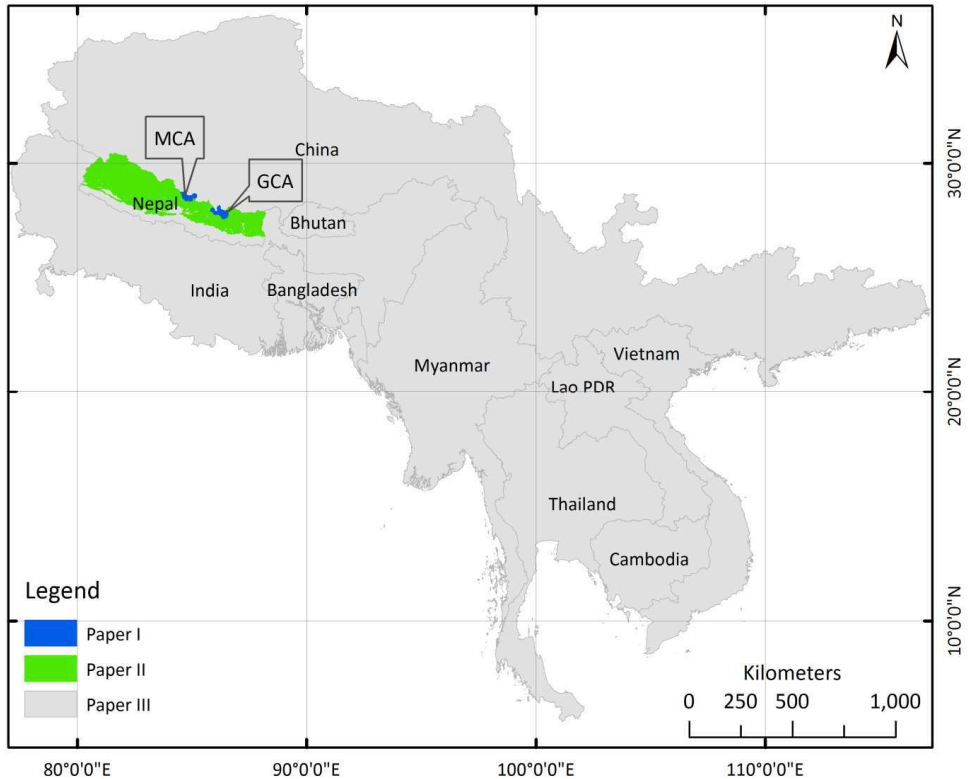 N
MCA
China
GCA
Nepal
Bhutan
India
Bangladesh
Myanmar
Vietnam
Lao PDR
Thailand
Cambodia
Legend
Paper I
Paper II
Paper III
Kilometers
0 250 500 1,000
30°0'0"N
20°0'0"N
10°0'0"N
80°0'0"E 90°0'0"E 100°0'0"E 110°0'0"E